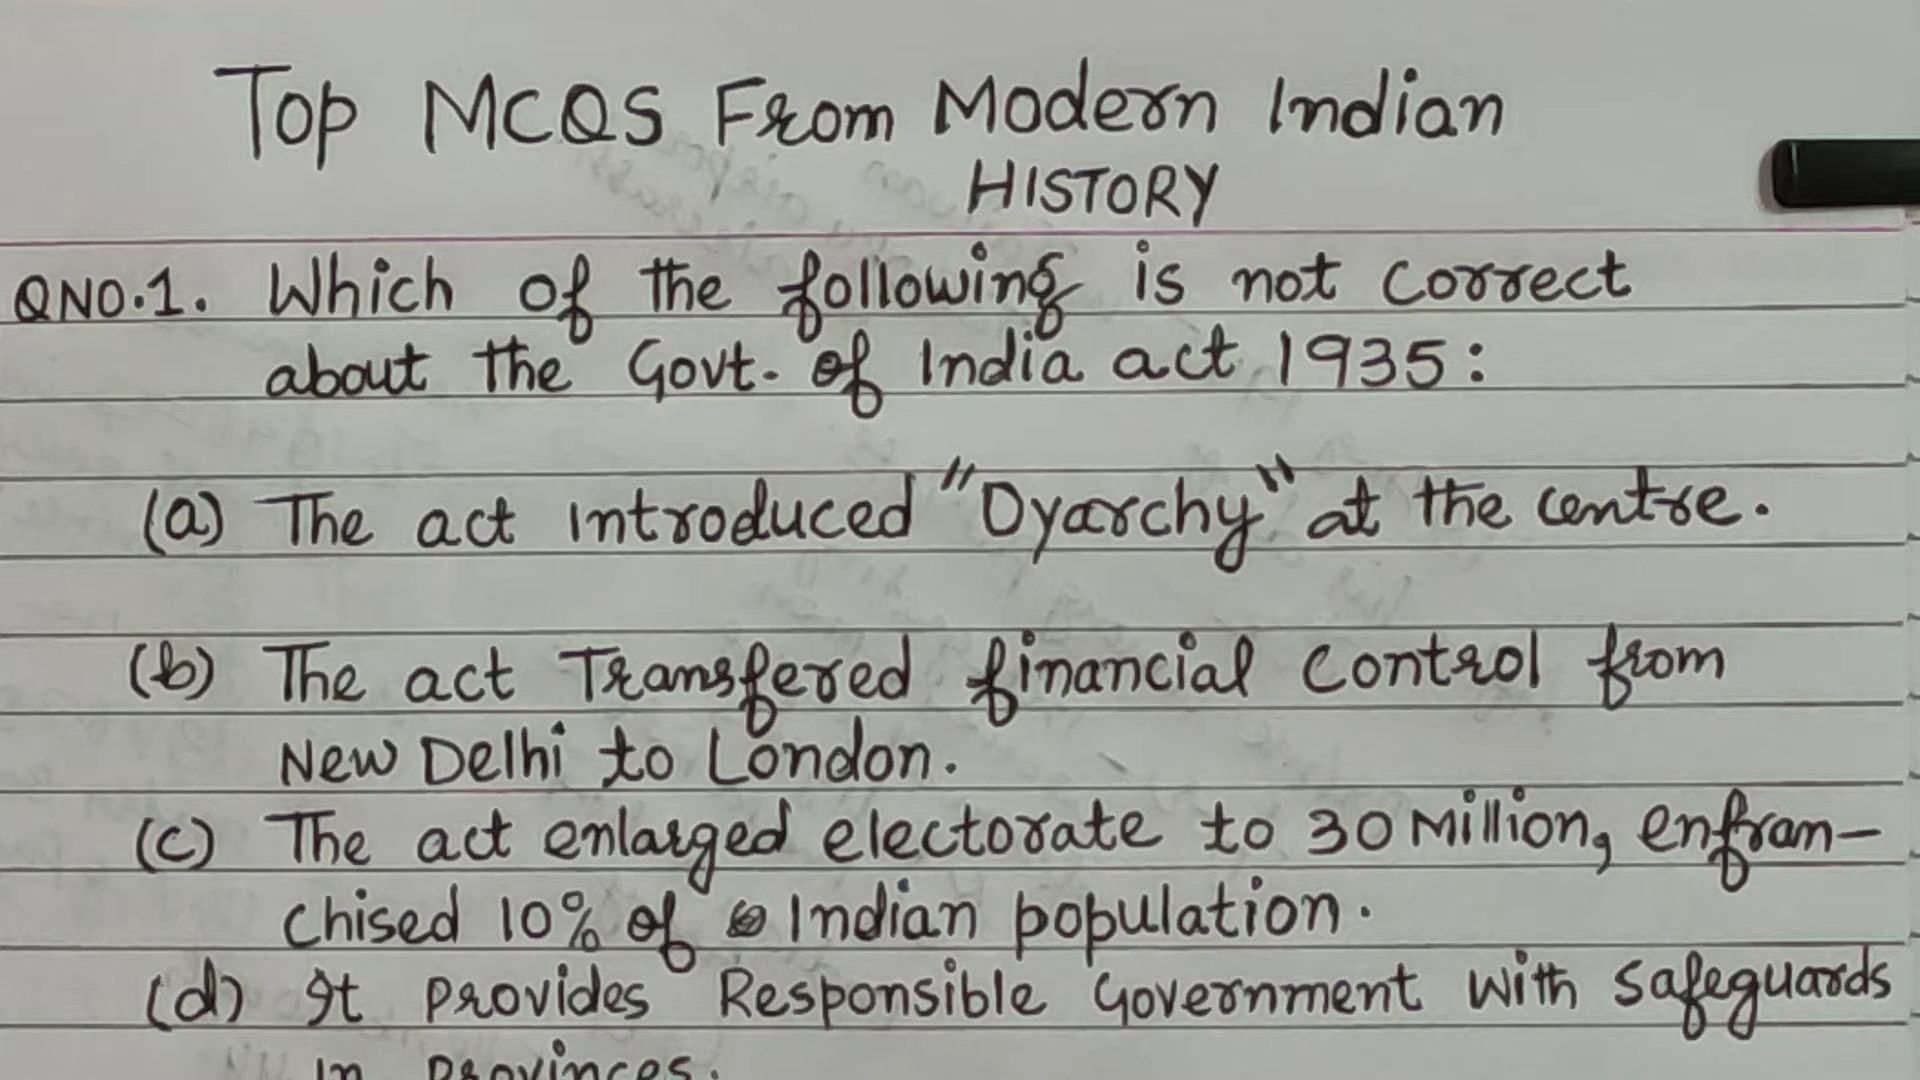 Top MCQS From Modern Indian
HISTORY
QNO.1. Which of the following is not correct
about the Govt. of India act 1935:
(a) The act introduced "Dyarchy" at the centre.
(b) The act Transfered financial control from
New Delhi to London.
(c) The act enlarged electorate to 30 Million, enfran-
chised 10% of Indian population.
(d) It provides Responsible Government with safeguards
in provinces.